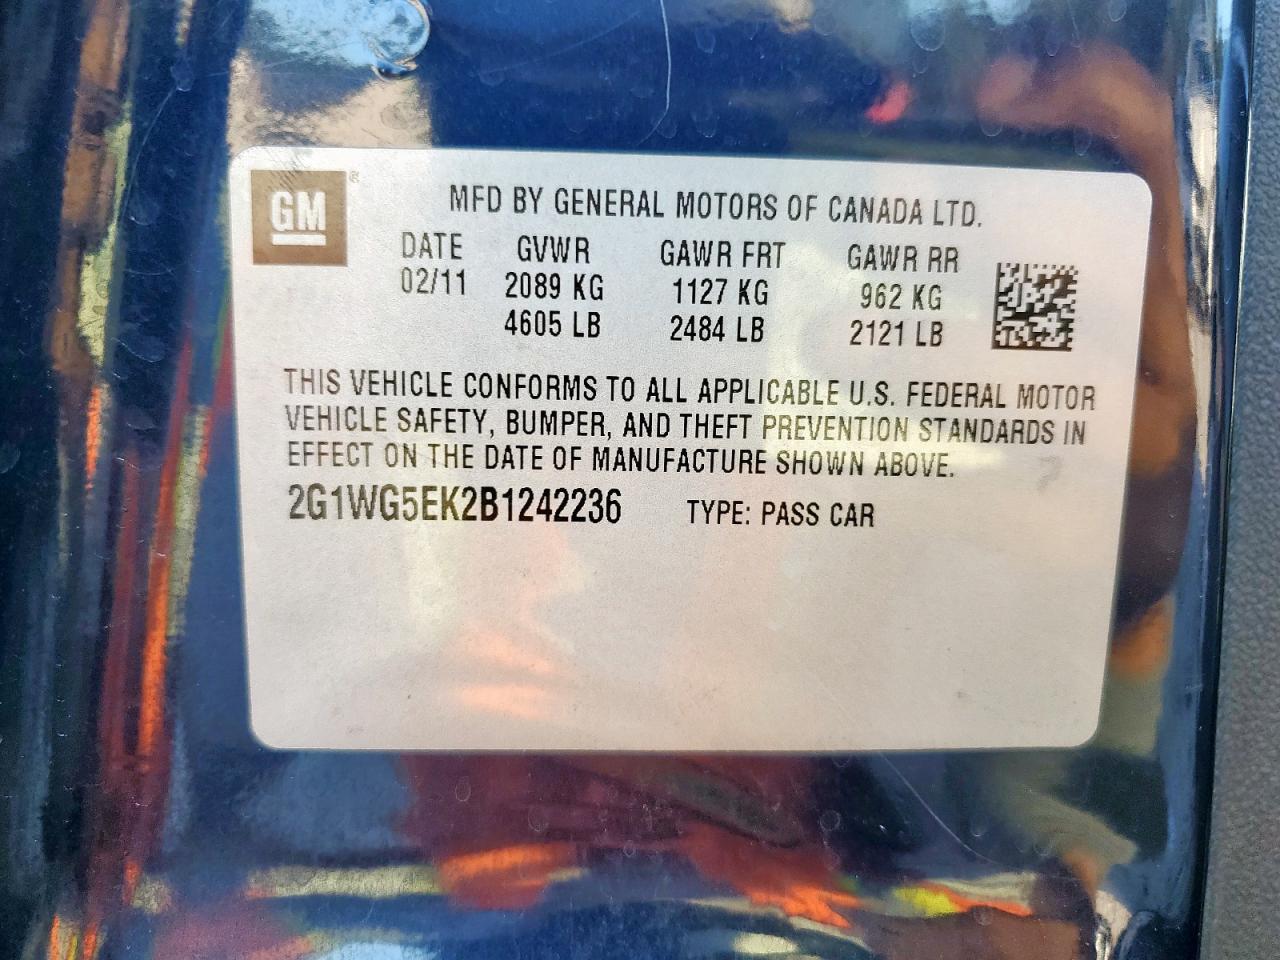 GM®
MFD BY GENERAL MOTORS OF CANADA LTD.
DATE GVWR GAWR FRT GAWR RR
02/11 2089 KG 1127 KG 962 KG
4605 LB 2484 LB 2121 LB
THIS VEHICLE CONFORMS TO ALL APPLICABLE U.S. FEDERAL MOTOR
VEHICLE SAFETY, BUMPER, AND THEFT PREVENTION STANDARDS IN
EFFECT ON THE DATE OF MANUFACTURE SHOWN ABOVE.
2G1WG5EK2B1242236 TYPE: PASS CAR